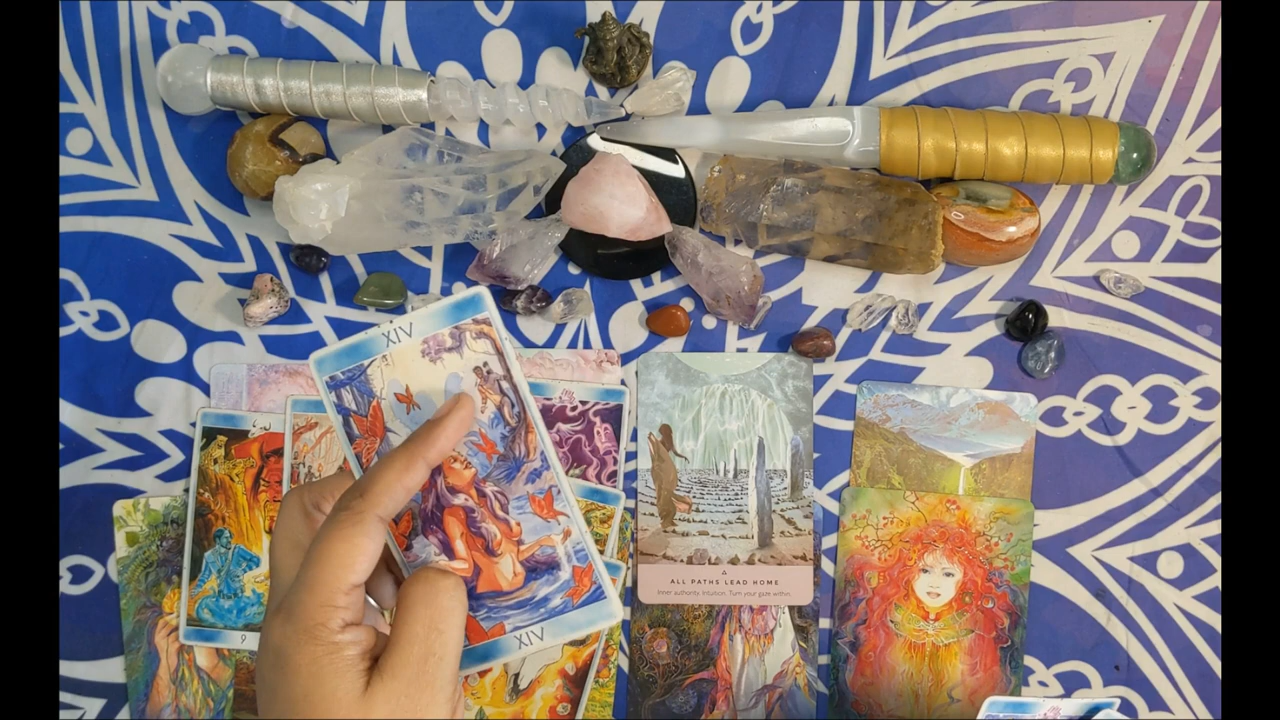 XIV
XIV
9
ALL PATHS LEAD HOME
Inner authority. Intuition. Turn your gaze within.